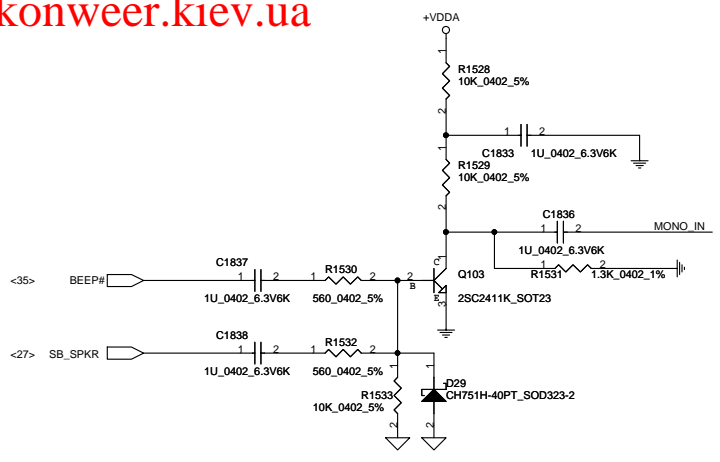 konweer.kiev.ua
+VDDA
1
R1528
10K_0402_5%
2
1 2
C1833 1U_0402_6.3V6K
1
R1529
10K_0402_5%
2
C1836
1 2 MONO_IN
1U_0402_6.3V6K
1 2
R1531 1.3K_0402_1%
C 1
Q103
2 B
E 3
2SC2411K_SOT23
<35> BEEP#
C1837
1 2
1U_0402_6.3V6K
R1530
1 2
560_0402_5%
<27> SB_SPKR
C1838
1 2
1U_0402_6.3V6K
R1532
1 2
560_0402_5%
1
R1533
10K_0402_5%
2
1
D29
CH751H-40PT_SOD323-2
2